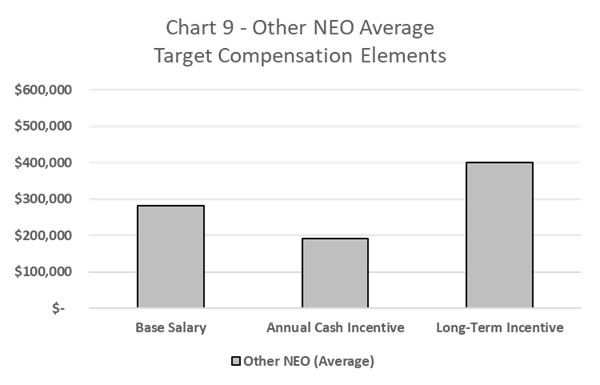 Chart 9 - Other NEO Average
Target Compensation Elements
$600,000
$500,000
$400,000
$300,000
$200,000
$100,000
$-
Base Salary
Annual Cash Incentive
Long-Term Incentive
Other NEO (Average)